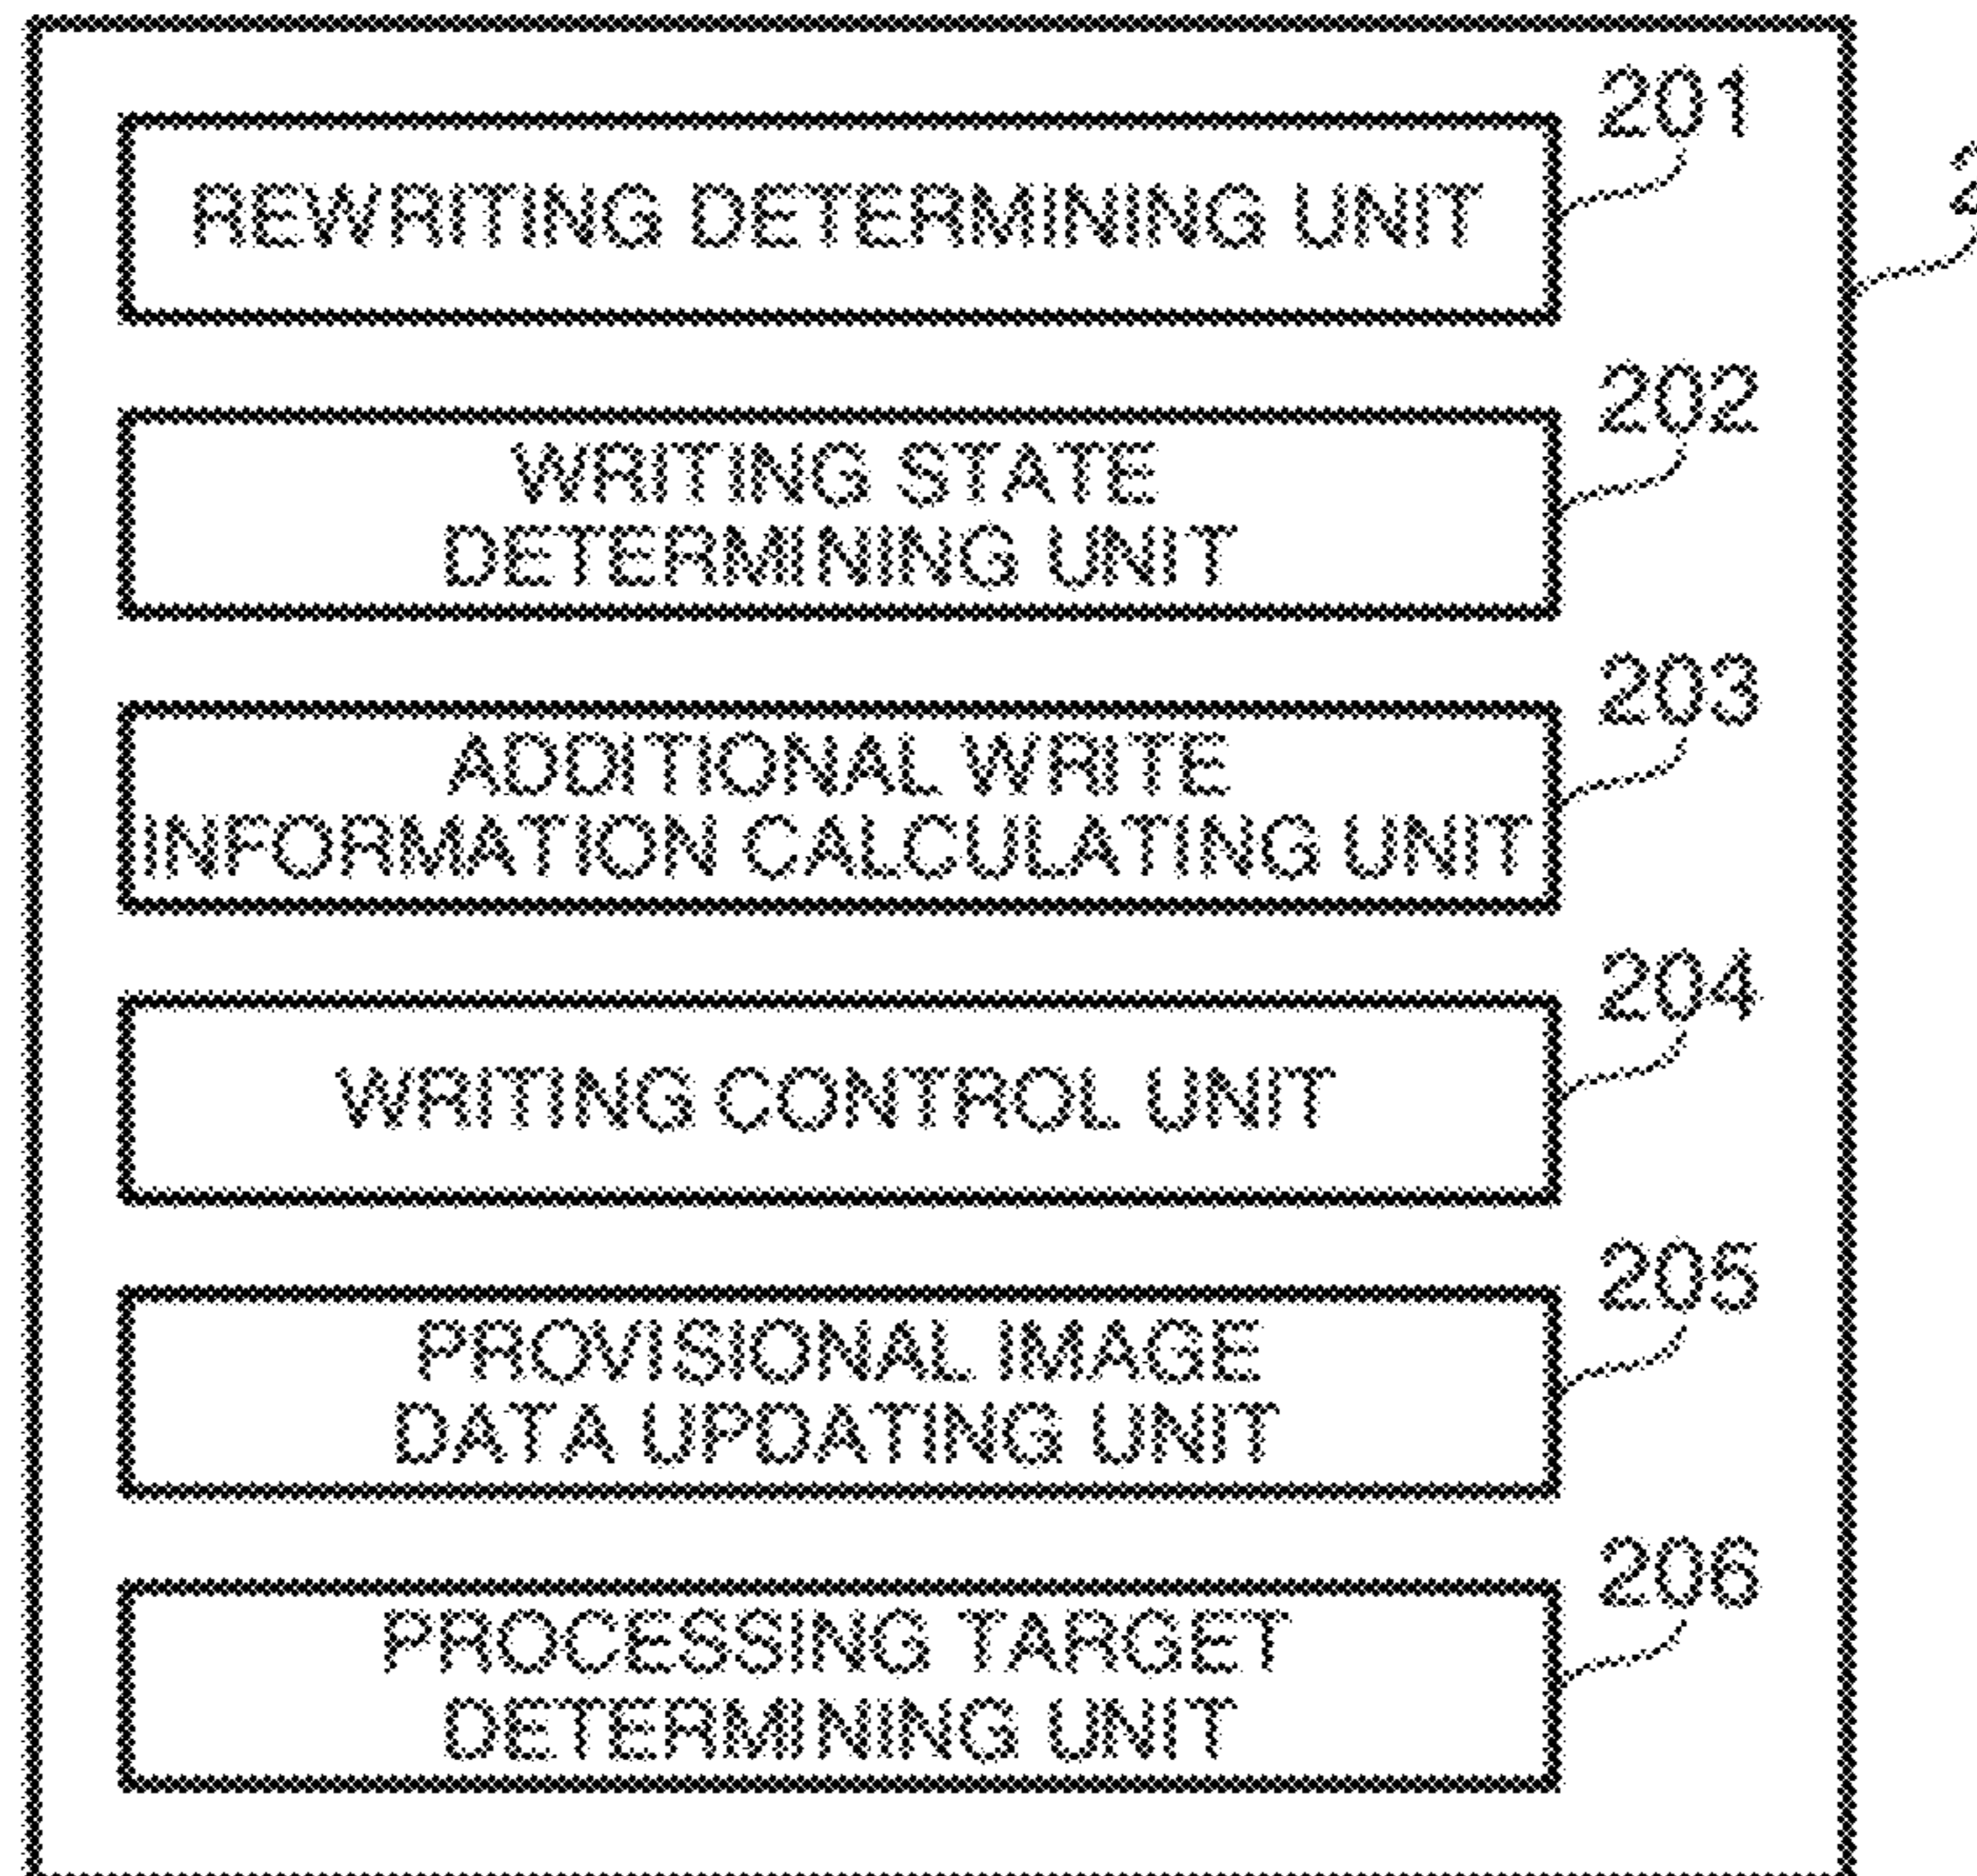 201
REWRITING DETERMINING UNIT
202
WRITING STATE
DETERMINING UNIT
203
ADDITIONAL WRITE
INFORMATION CALCULATING UNIT
204
WRITING CONTROL UNIT
205
PROVISIONAL IMAGE
DATA UPDATING UNIT
206
PROCESSING TARGET
DETERMINING UNIT